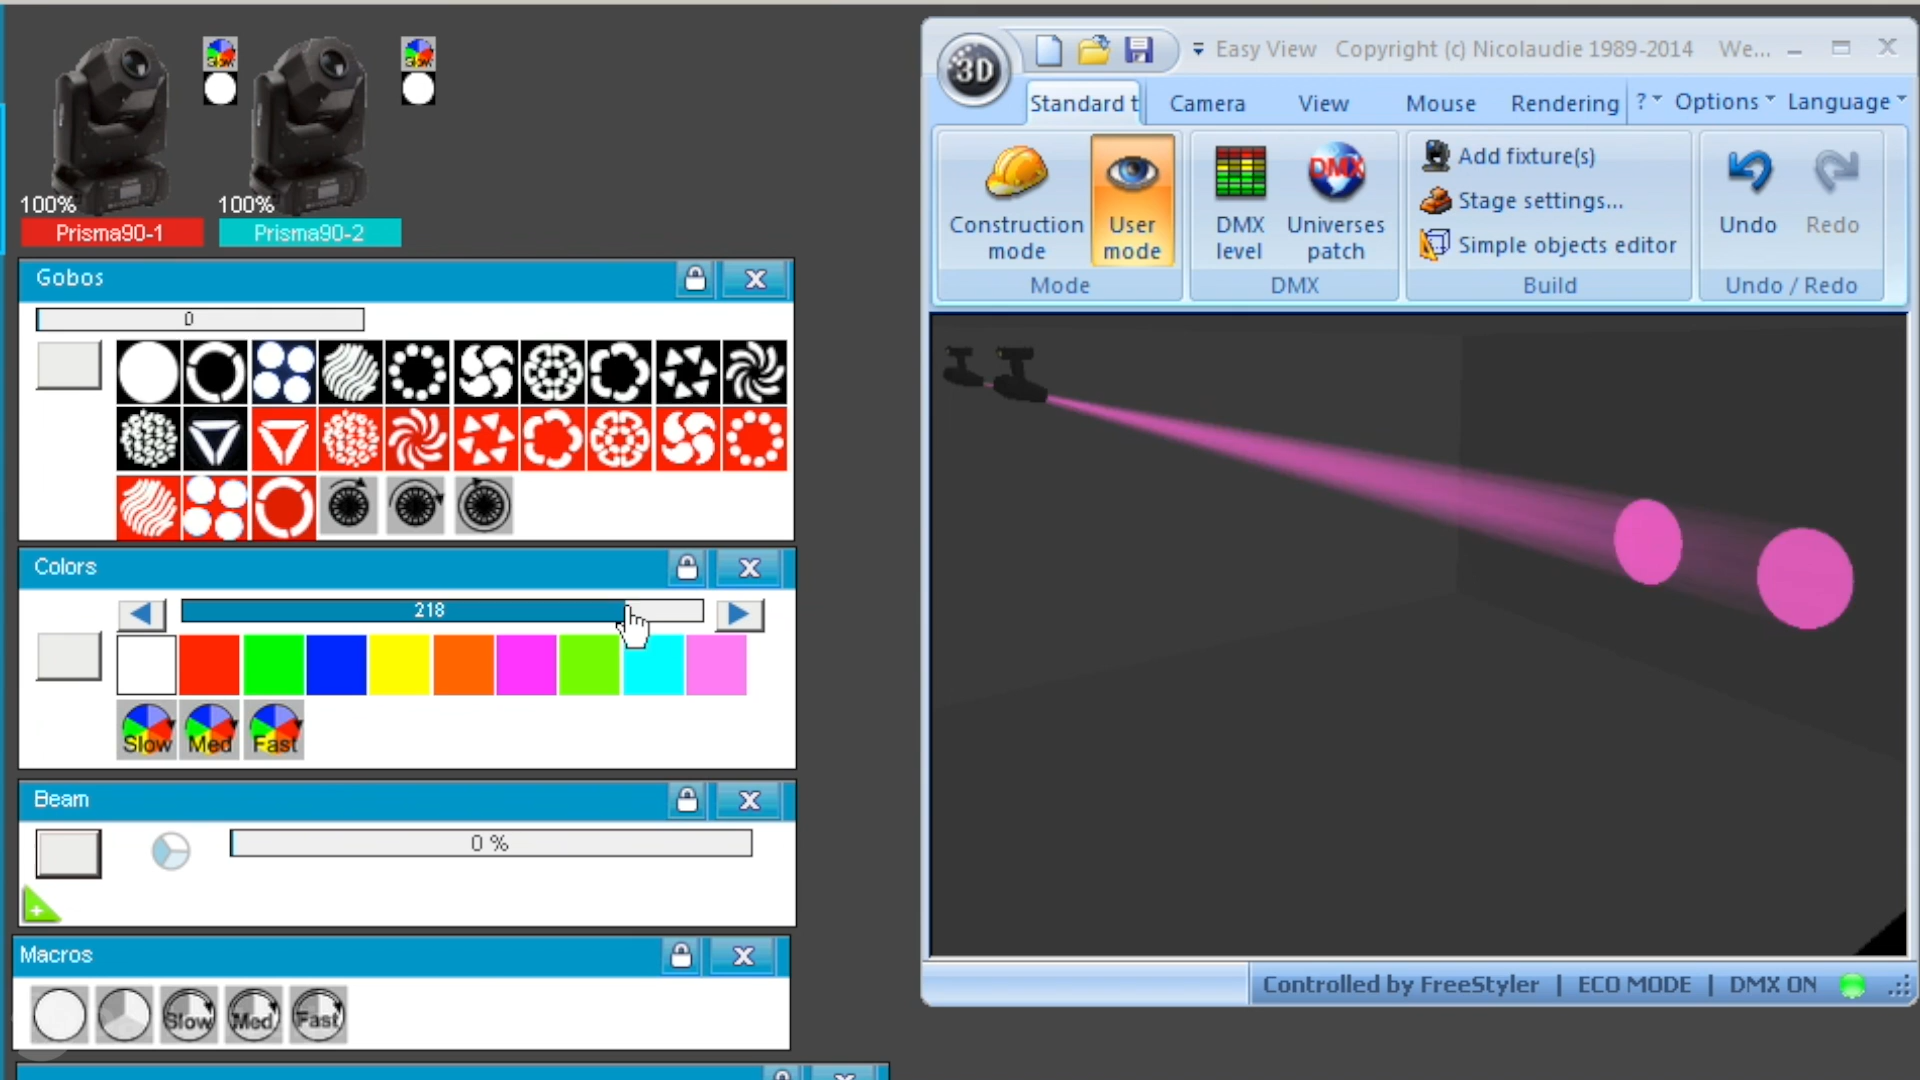 100%
100%
Prisma90-1
Prisma90-2
Gobos
0
Colors
218
Slow
Med
Fast
Beam
0 %
Macros
Slow
Med
Fast
3D
Easy View Copyright (c) Nicolaudie 1989-2014 We...
Standard t Camera View Mouse Rendering ? Options Language
Construction mode
User mode
Mode
DMX
DMX level
Universes patch
DMX
Add fixture(s)
Stage settings...
Simple objects editor
Build
Undo
Redo
Undo / Redo
Controlled by FreeStyler | ECO MODE | DMX ON